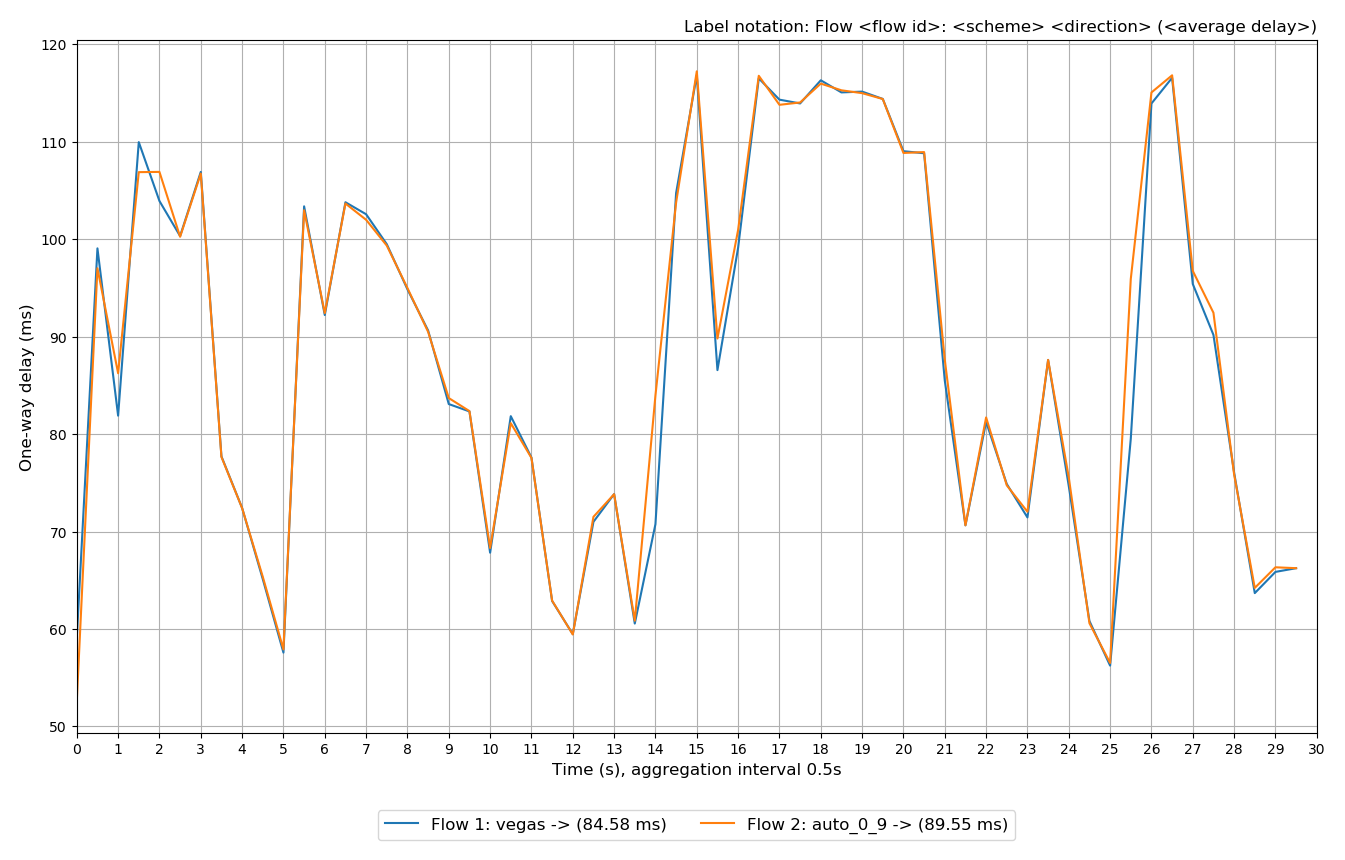 Label notation: Flow <flow id>: <scheme> <direction> (<average delay>)
120
110
100
90
80
70
60
50
One-way delay (ms)
0 1 2 3 4 5 6 7 8 9 10 11 12 13 14 15 16 17 18 19 20 21 22 23 24 25 26 27 28 29 30
Time (s), aggregation interval 0.5s
Flow 1: vegas -> (84.58 ms) Flow 2: auto_0_9 -> (89.55 ms)